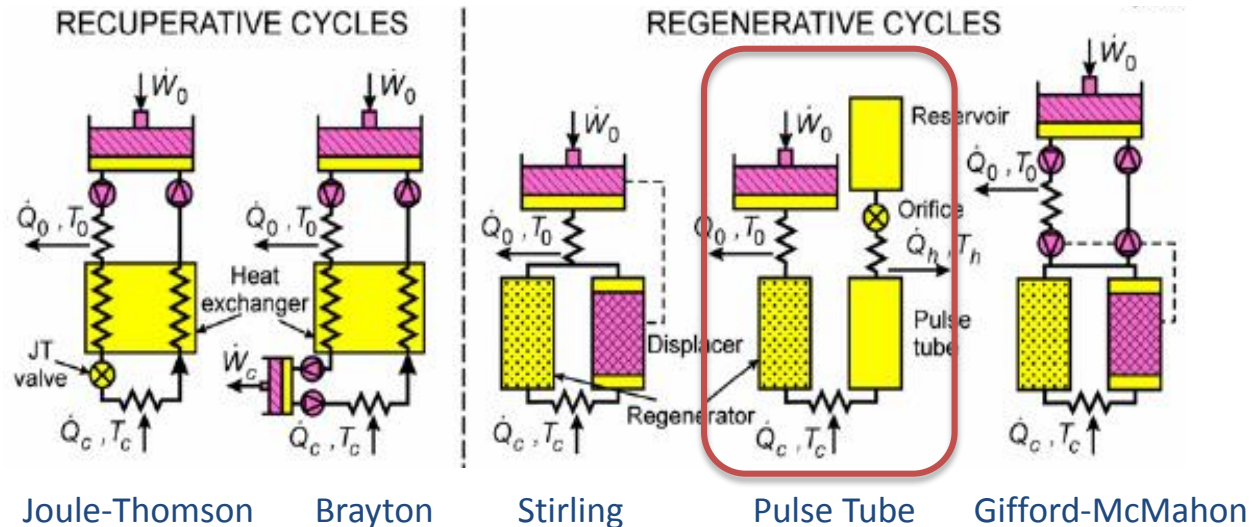 RECUPERATIVE CYCLES
REGENERATIVE CYCLES
Ẇ0
Ẇ0
Ẇ0
Ẇ0
Ẇ0
Reservoir
Orifice
Q̇0 , T0
Q̇0 , T0
Q̇0 , T0
Q̇0 , T0
Q̇h , Th
Q̇0 , T0
Heat
exchanger
JT
valve
Ẇc
Displacer
Pulse
tube
Regenerator
Q̇c , Tc
Q̇c , Tc
Q̇c , Tc
Q̇c , Tc
Q̇c , Tc
Joule-Thomson Brayton Stirling Pulse Tube Gifford-McMahon